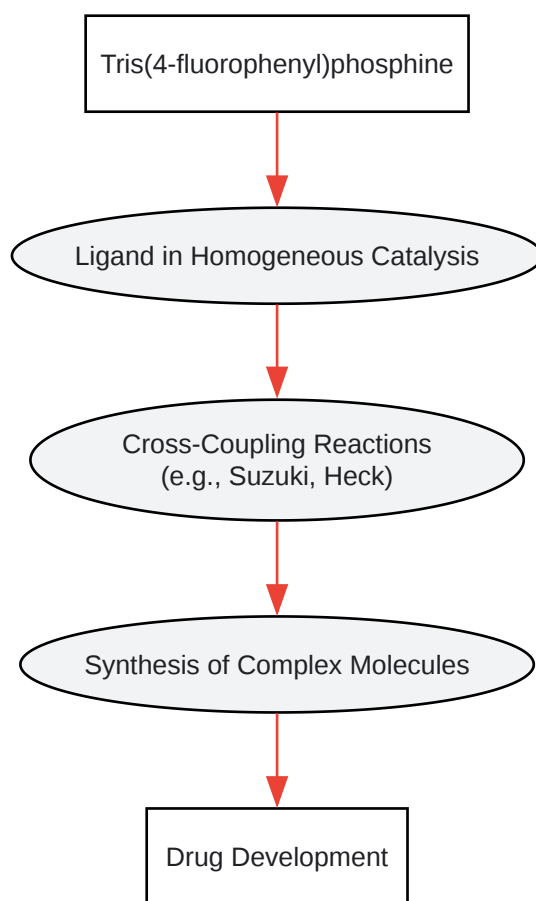 Tris(4-fluorophenyl)phosphine
Ligand in Homogeneous Catalysis
Cross-Coupling Reactions
(e.g., Suzuki, Heck)
Synthesis of Complex Molecules
Drug Development